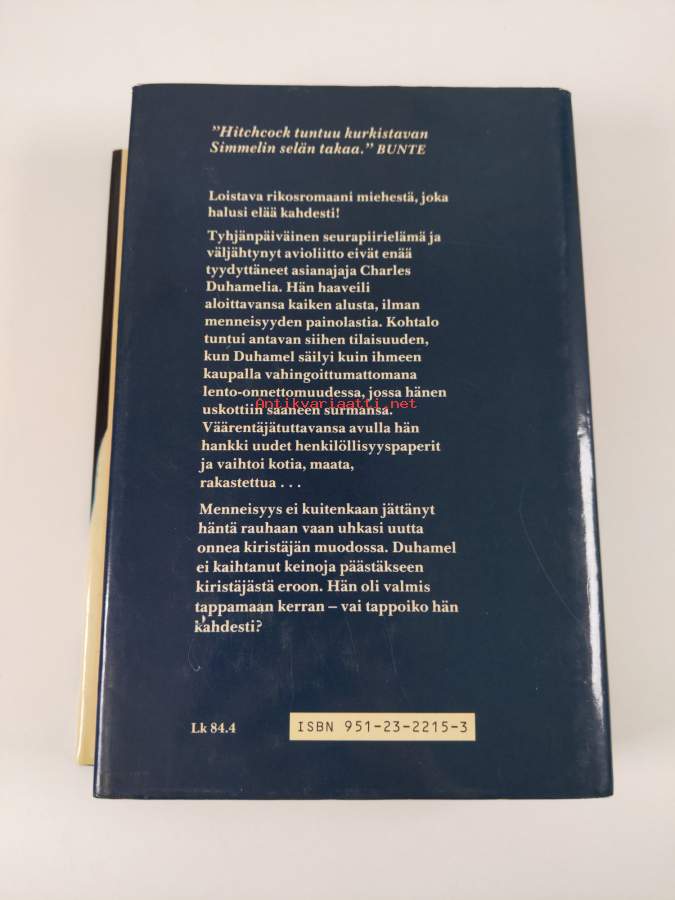 ”Hitchcock tuntuu kurkistavan
Simmelin selän takaa.” BUNTE
Loistava rikosromaani miehestä, joka
halusi elää kahdesti!
Tyhjänpäiväinen seurapiirielämä ja
väljähtynyt avioliitto eivät enää
tyydyttäneet asianajaja Charles
Duhamelia. Hän haaveili
aloittavansa kaiken alusta, ilman
menneisyyden painolastia. Kohtalo
tuntui antavan siihen tilaisuuden,
kun Duhamel säilyi kuin ihmeen
kaupalla vahingoittumattomana
lento-onnettomuudessa, jossa hänen
Antikvariaatti.net
uskottiin saaneen surmansa.
Väärentäjätuttavansa avulla hän
hankki uudet henkilöllisyyspaperit
ja vaihtoi kotia, maata,
rakastettua . . .
Menneisyys ei kuitenkaan jättänyt
häntä rauhaan vaan uhkasi uutta
onnea kiristäjän muodossa. Duhamel
ei kaihtanut keinoja päästäkseen
kiristäjästä eroon. Hän oli valmis
tappamaan kerran – vai tappoiko hän
kahdesti?
Lk 84.4
ISBN 951-23-2215-3